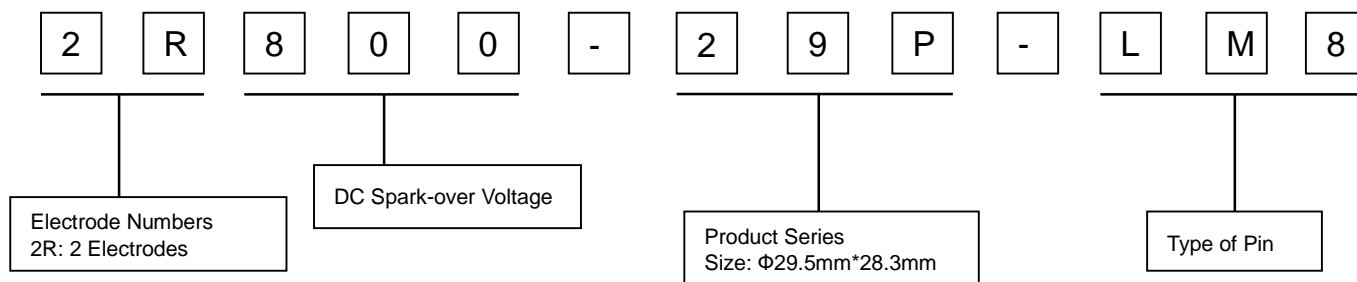 2 R 8 0 0 - 2 9 P - L M 8
DC Spark-over Voltage
Electrode Numbers
2R: 2 Electrodes
Product Series
Size: Φ29.5mm*28.3mm
Type of Pin